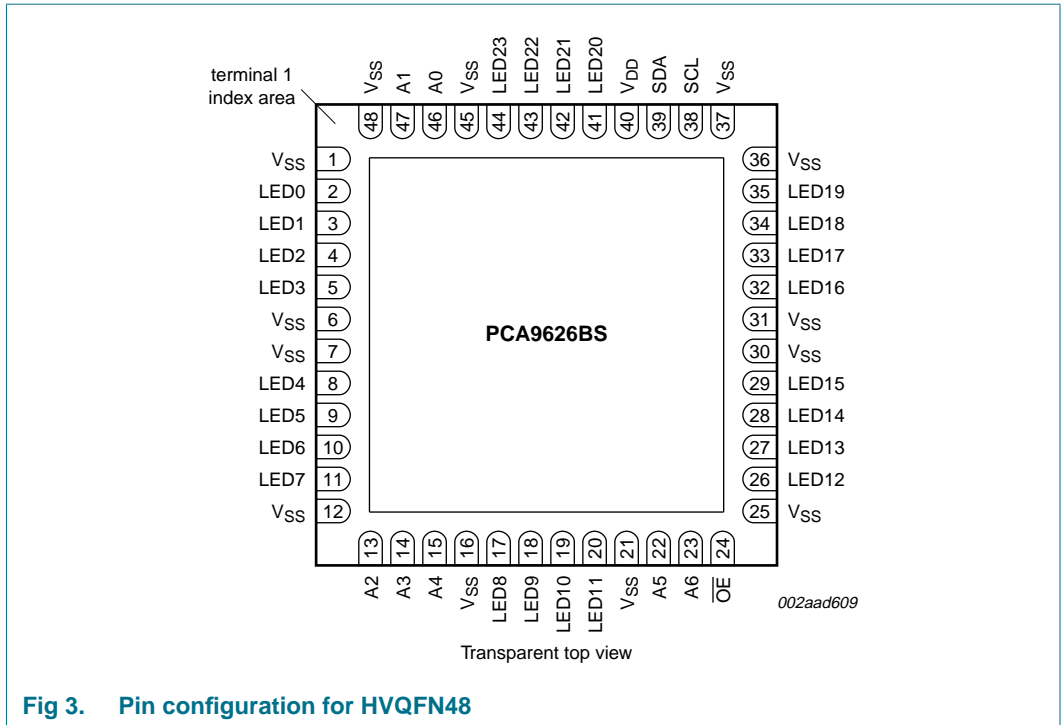 terminal 1
index area
VSS A1 A0 VSS LED23 LED22 LED21 LED20 VDD SDA SCL VSS
48 47 46 45 44 43 42 41 40 39 38 37
VSS 1 36 VSS
LED0 2 35 LED19
LED1 3 34 LED18
LED2 4 33 LED17
LED3 5 32 LED16
VSS 6 31 VSS
PCA9626BS
VSS 7 30 VSS
LED4 8 29 LED15
LED5 9 28 LED14
LED6 10 27 LED13
LED7 11 26 LED12
VSS 12 25 VSS
13 14 15 16 17 18 19 20 21 22 23 24
A2 A3 A4 VSS LED8 LED9 LED10 LED11 VSS A5 A6 O̅E̅
002aad609
Transparent top view
Fig 3. Pin configuration for HVQFN48